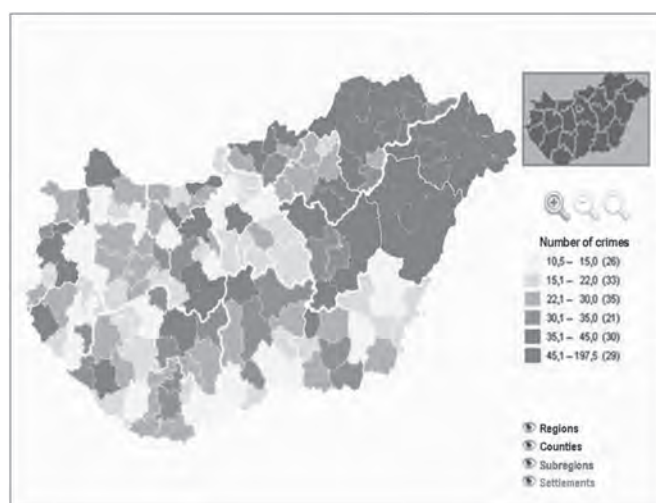 Number of crimes
10,5 – 15,0 (26)
15,1 – 22,0 (33)
22,1 – 30,0 (35)
30,1 – 35,0 (21)
35,1 – 45,0 (30)
45,1 – 197,5 (29)
Regions
Counties
Subregions
Settlements